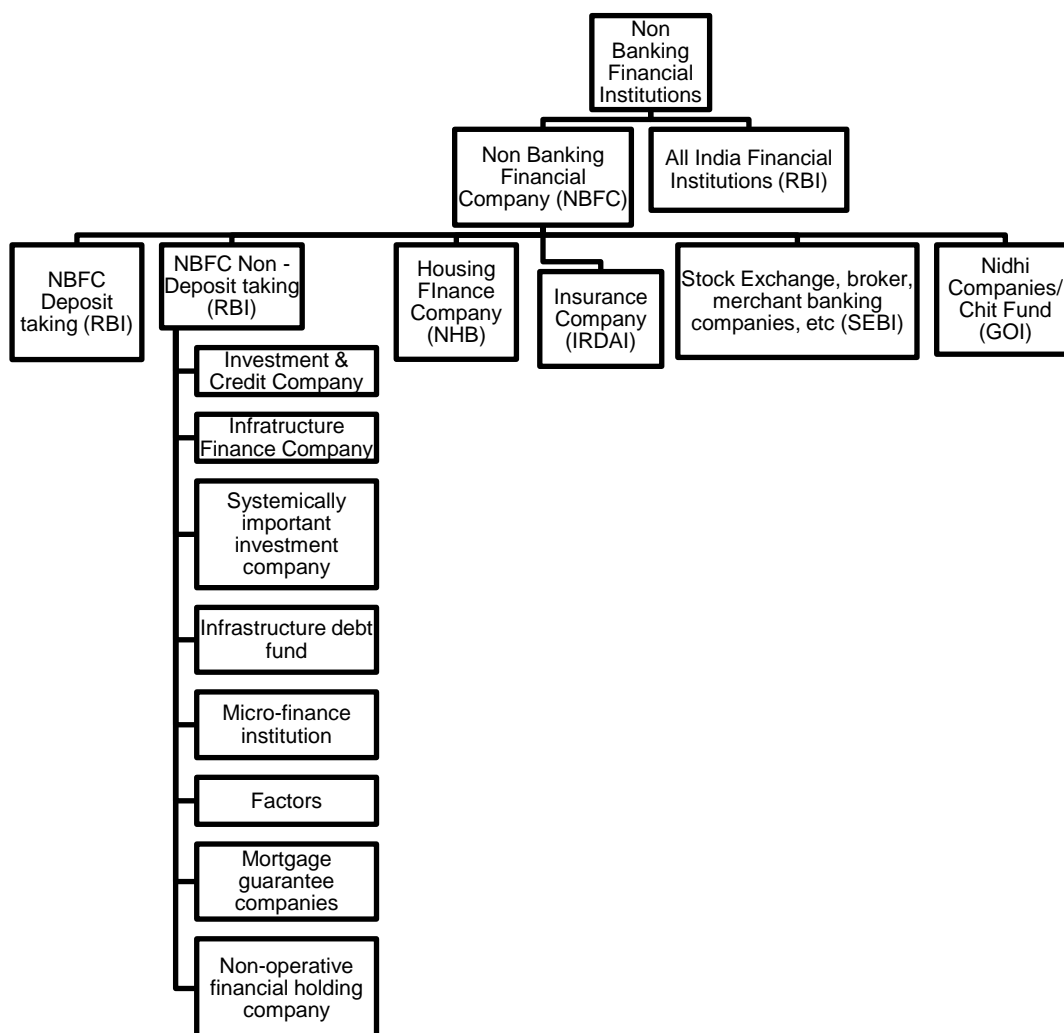 Non
Banking
Financial
Institutions
Non Banking
Financial
Company (NBFC)
All India Financial
Institutions (RBI)
NBFC
Deposit
taking (RBI)
NBFC Non -
Deposit taking
(RBI)
Housing
FInance
Company
(NHB)
Insurance
Company
(IRDAI)
Stock Exchange, broker,
merchant banking
companies, etc (SEBI)
Nidhi
Companies/
Chit Fund
(GOI)
Investment &
Credit Company
Infratructure
Finance Company
Systemically
important
investment
company
Infrastructure debt
fund
Micro-finance
institution
Factors
Mortgage
guarantee
companies
Non-operative
financial holding
company